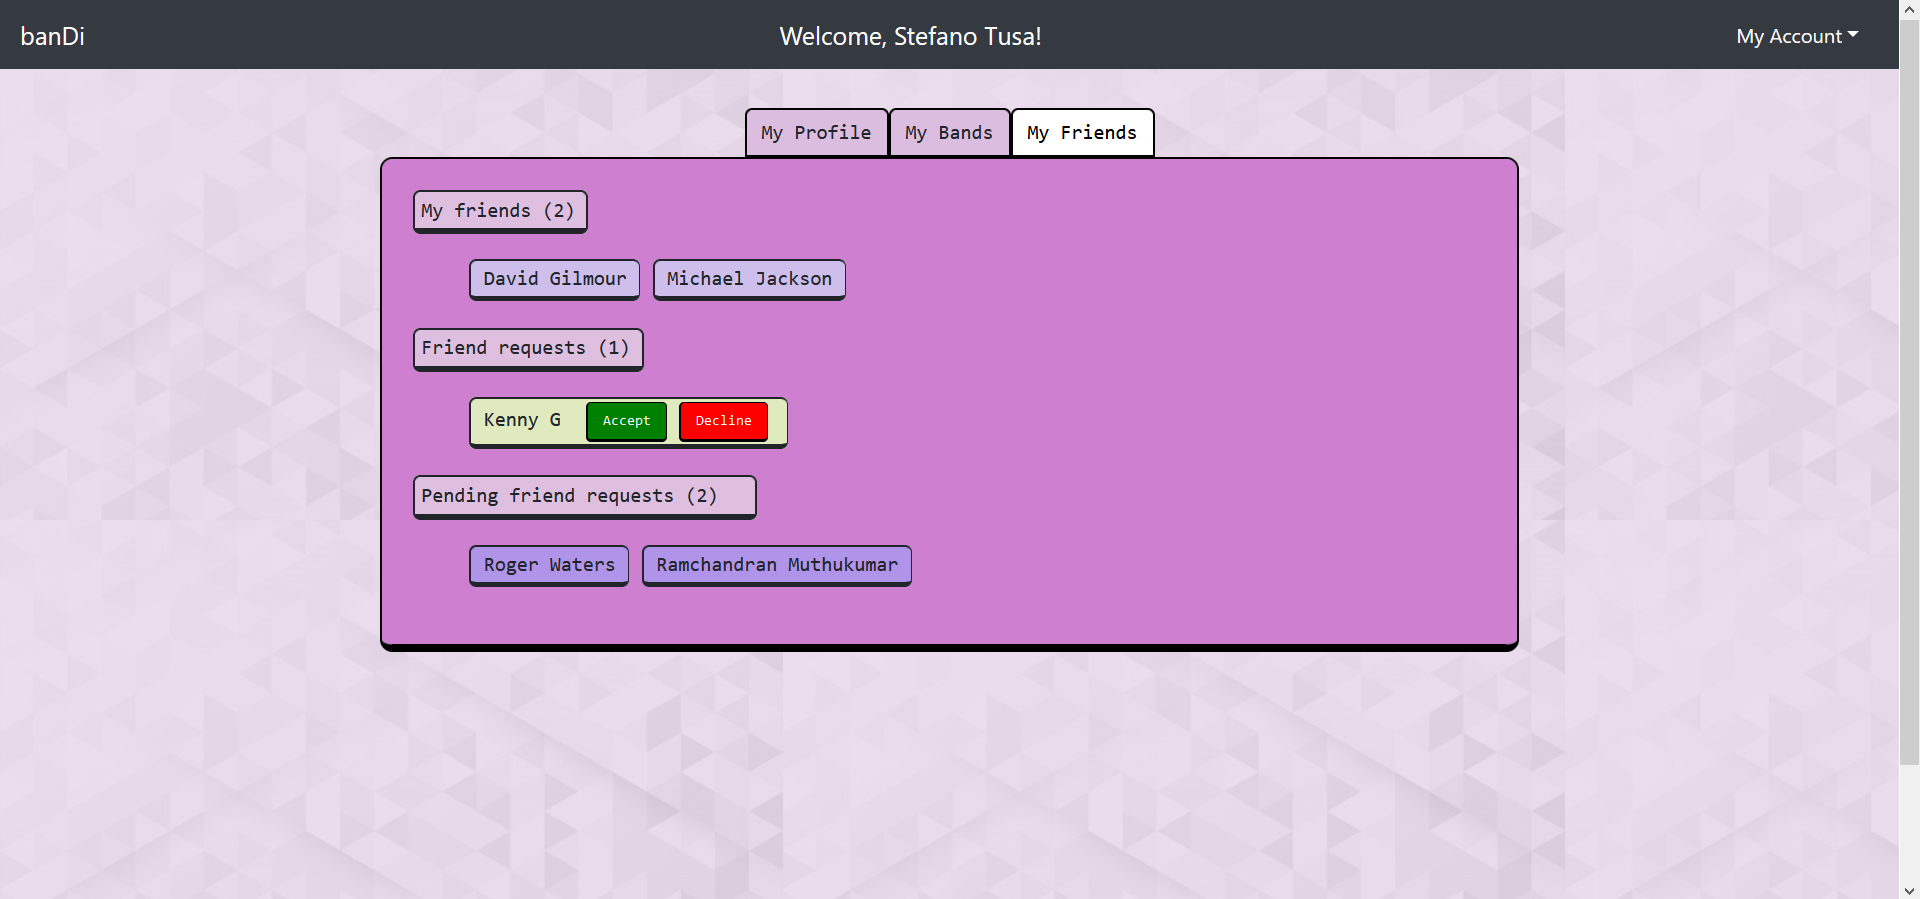 banDi
Welcome, Stefano Tusa!
My Account
My Profile
My Bands
My Friends
My friends (2)
David Gilmour
Michael Jackson
Friend requests (1)
Kenny G
Accept
Decline
Pending friend requests (2)
Roger Waters
Ramchandran Muthukumar